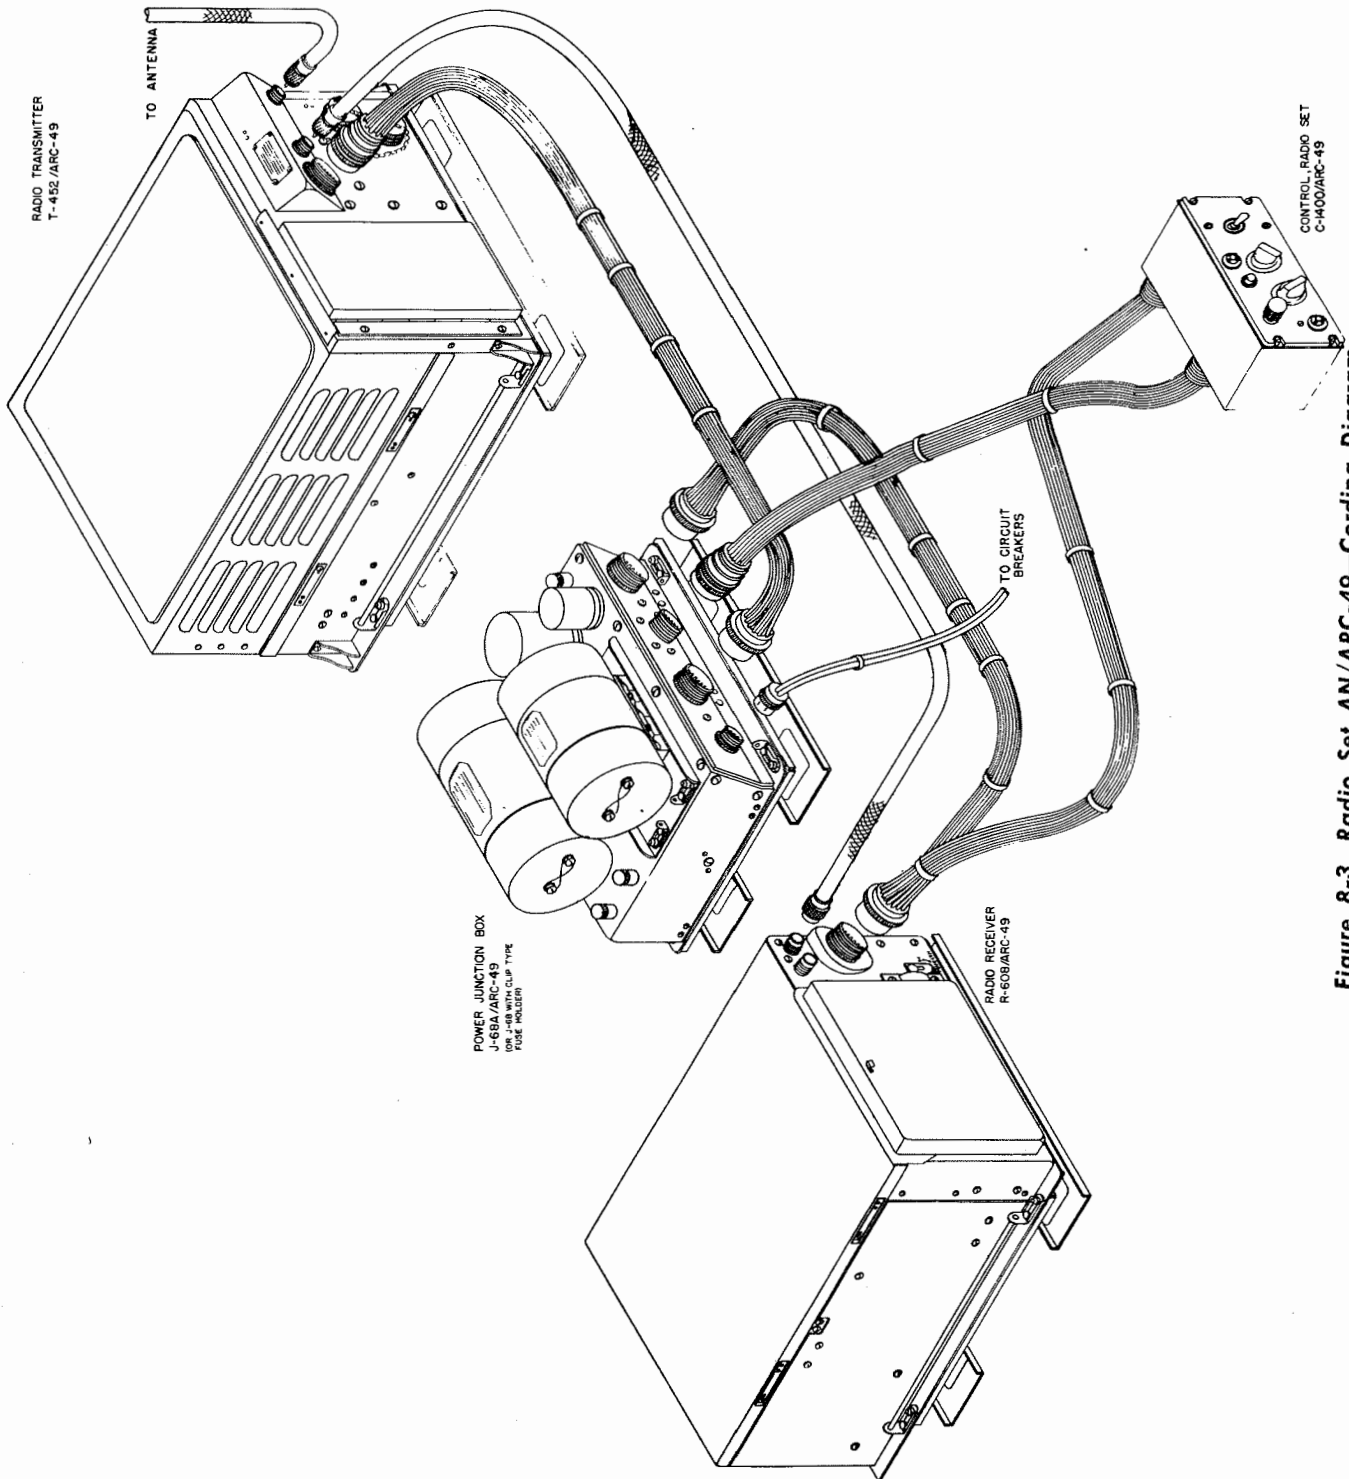 RADIO TRANSMITTER
T-452/ARC-49
TO ANTENNA
POWER JUNCTION BOX
J-68A/ARC-49
(OR J-68 WITH CLIP TYPE
FUSE HOLDER)
TO CIRCUIT
BREAKERS
RADIO RECEIVER
R-608/ARC-49
CONTROL, RADIO SET
C-1400/ARC-49
Figure 8-3 Radio Set AN/ARC-49, Cording Diagram